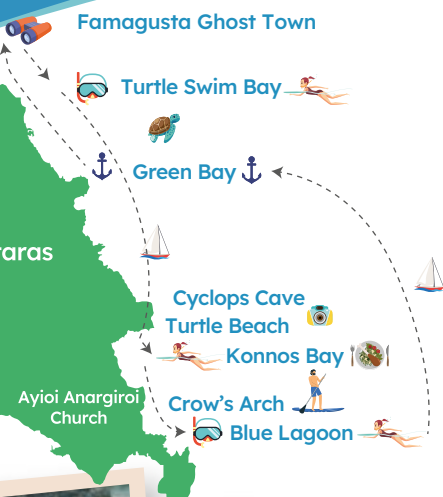 Famagusta Ghost Town
Turtle Swim Bay
Green Bay
aras
Cyclops Cave
Turtle Beach
Konnos Bay
Ayioi Anargiroi
Church
Crow's Arch
Blue Lagoon